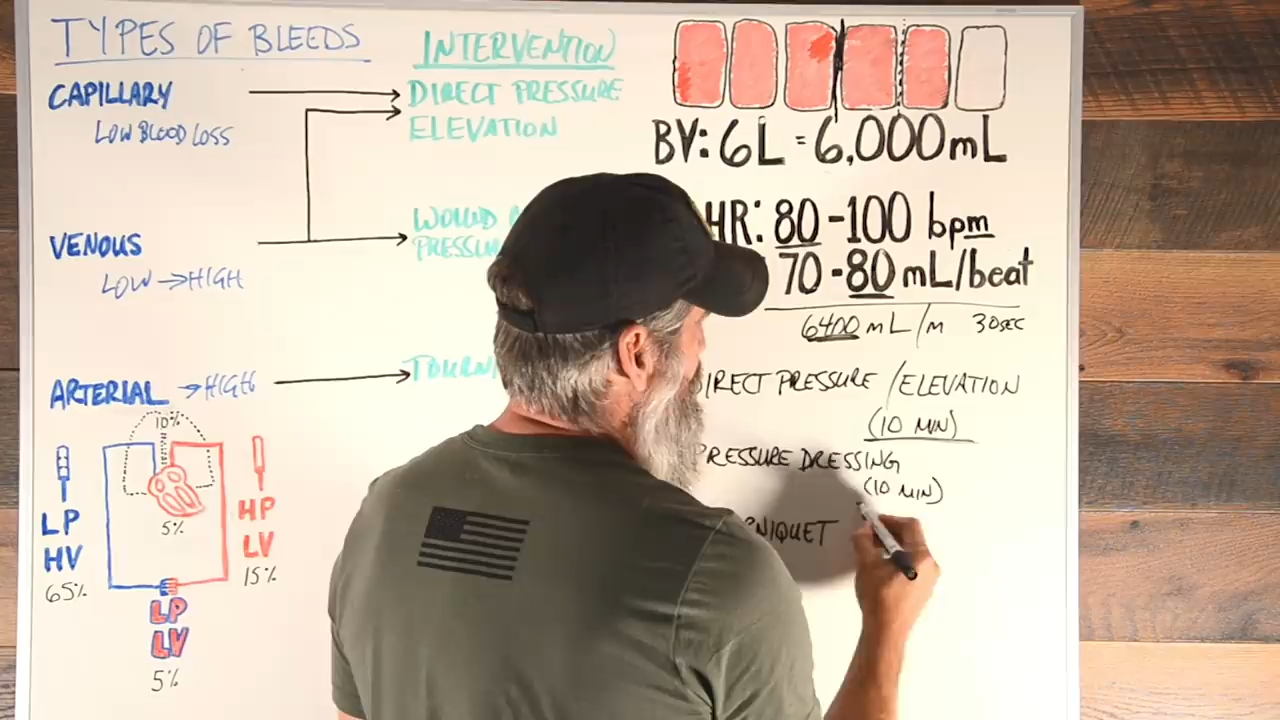 TYPES OF BLEEDS
CAPILLARY
LOW BLOOD LOSS
VENOUS
LOW → HIGH
ARTERIAL → HIGH
10%
5%
LP
HV
65%
HP
LV
15%
LP
LV
5%
INTERVENTION
DIRECT PRESSURE
ELEVATION
WOUND
BV: 6L = 6,000 mL
HR: 80 - 100 bpm
70 - 80 mL/beat
6400 mL/m 30SEC
PRESSURE / ELEVATION
(10 MIN)
DRESSING
(10 MIN)